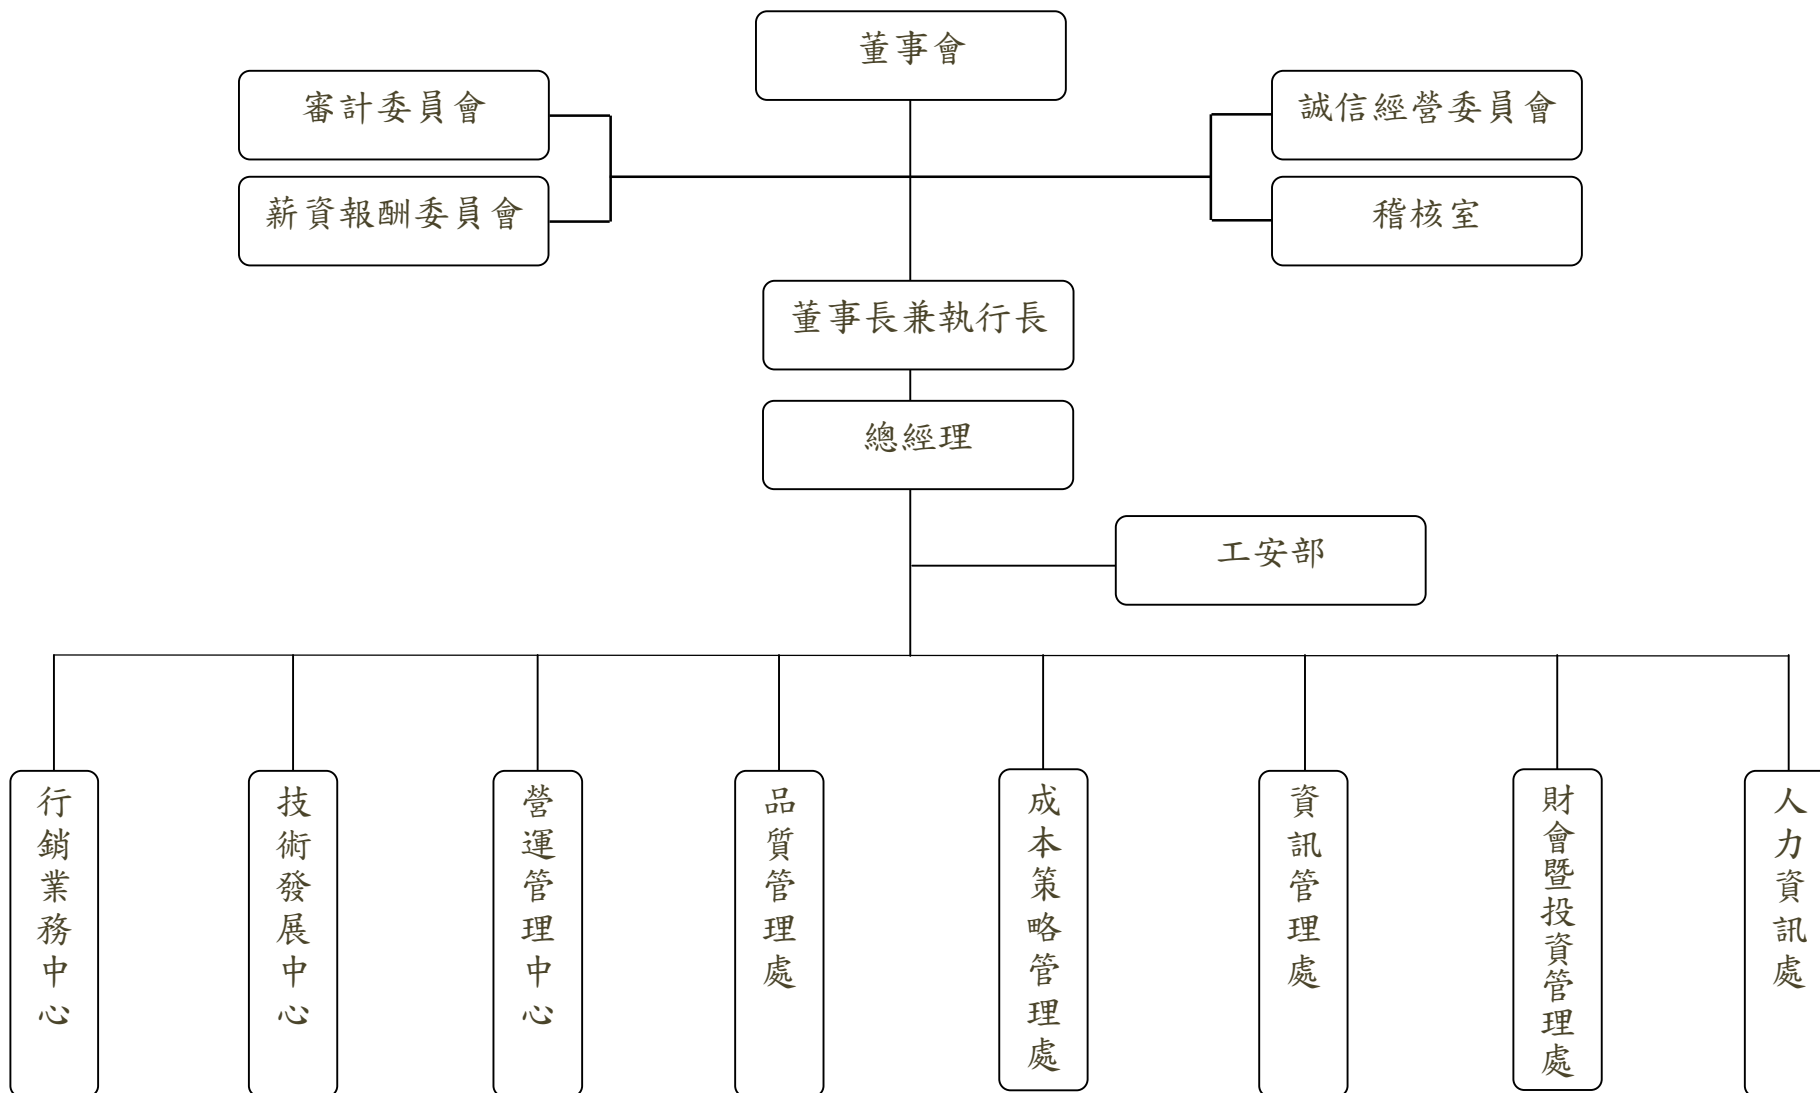 董事會
審計委員會
誠信經營委員會
薪資報酬委員會
稽核室
董事長兼執行長
總經理
工安部
行銷業務中心
技術發展中心
營運管理中心
品質管理處
成本策略管理處
資訊管理處
財會暨投資管理處
人力資訊處